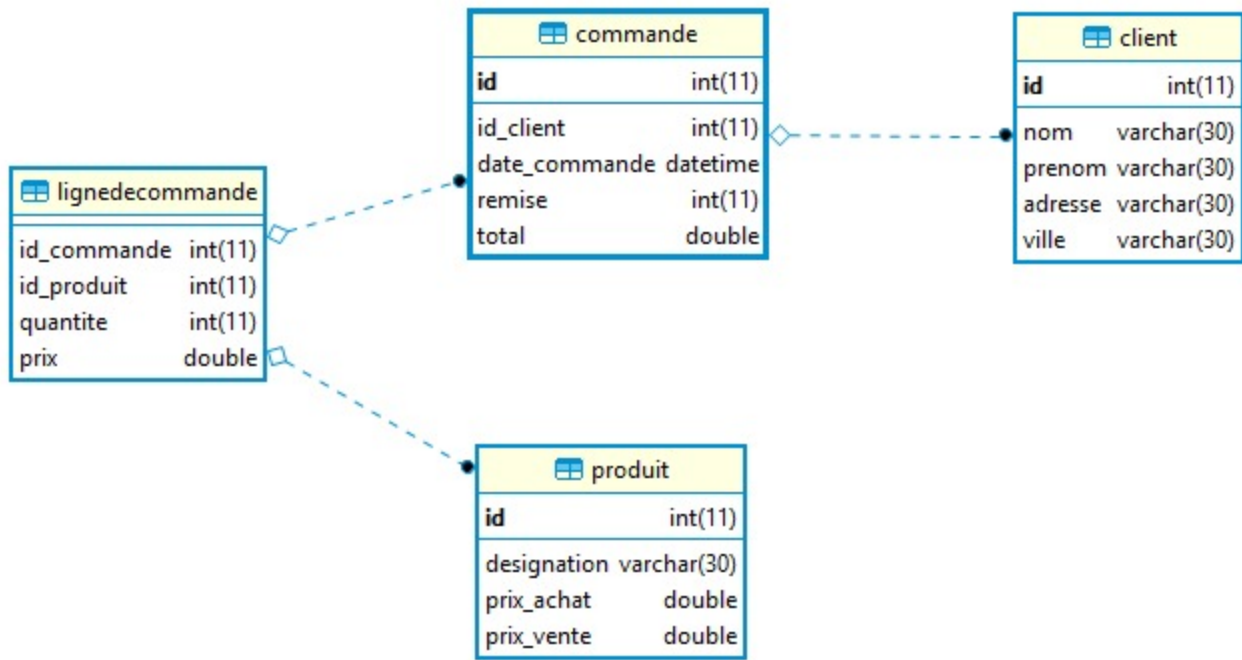 commande
id int(11)
id_client int(11)
date_commande datetime
remise int(11)
total double
client
id int(11)
nom varchar(30)
prenom varchar(30)
adresse varchar(30)
ville varchar(30)
lignedecommande
id_commande int(11)
id_produit int(11)
quantite int(11)
prix double
produit
id int(11)
designation varchar(30)
prix_achat double
prix_vente double